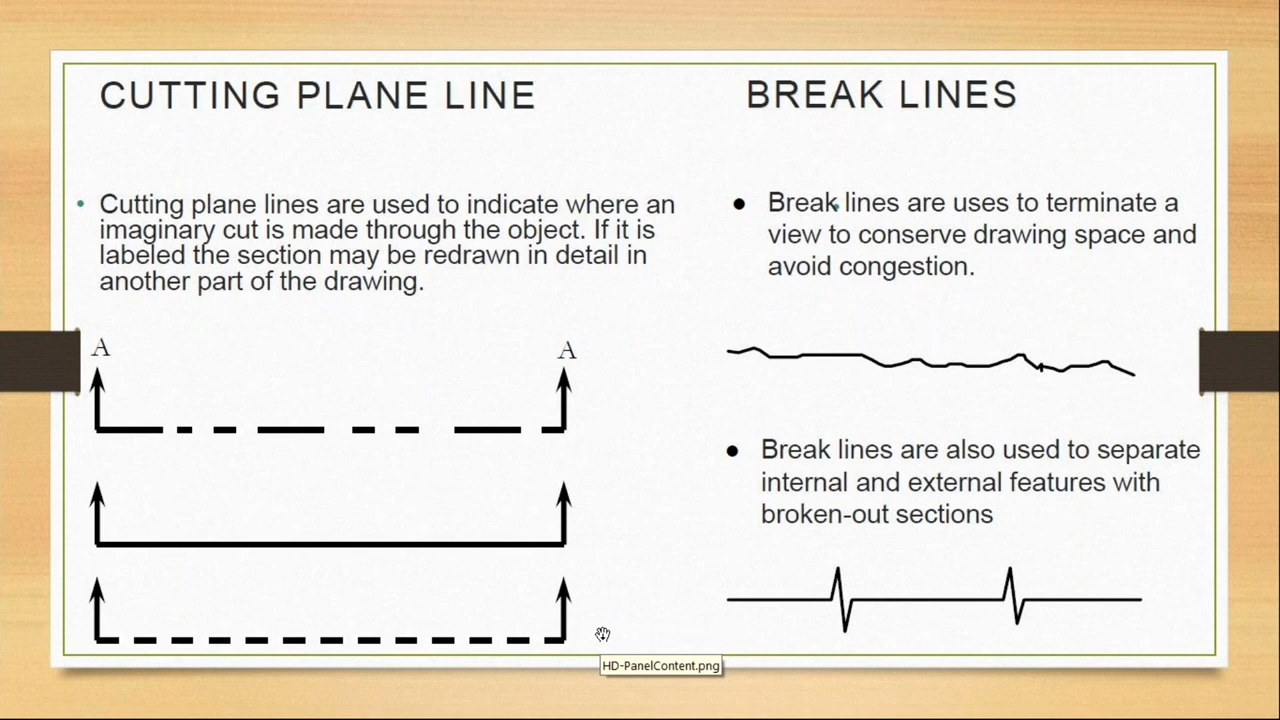 CUTTING PLANE LINE
• Cutting plane lines are used to indicate where an
imaginary cut is made through the object. If it is
labeled the section may be redrawn in detail in
another part of the drawing.
A
A
BREAK LINES
● Break lines are uses to terminate a
view to conserve drawing space and
avoid congestion.
● Break lines are also used to separate
internal and external features with
broken-out sections
HD-PanelContent.png